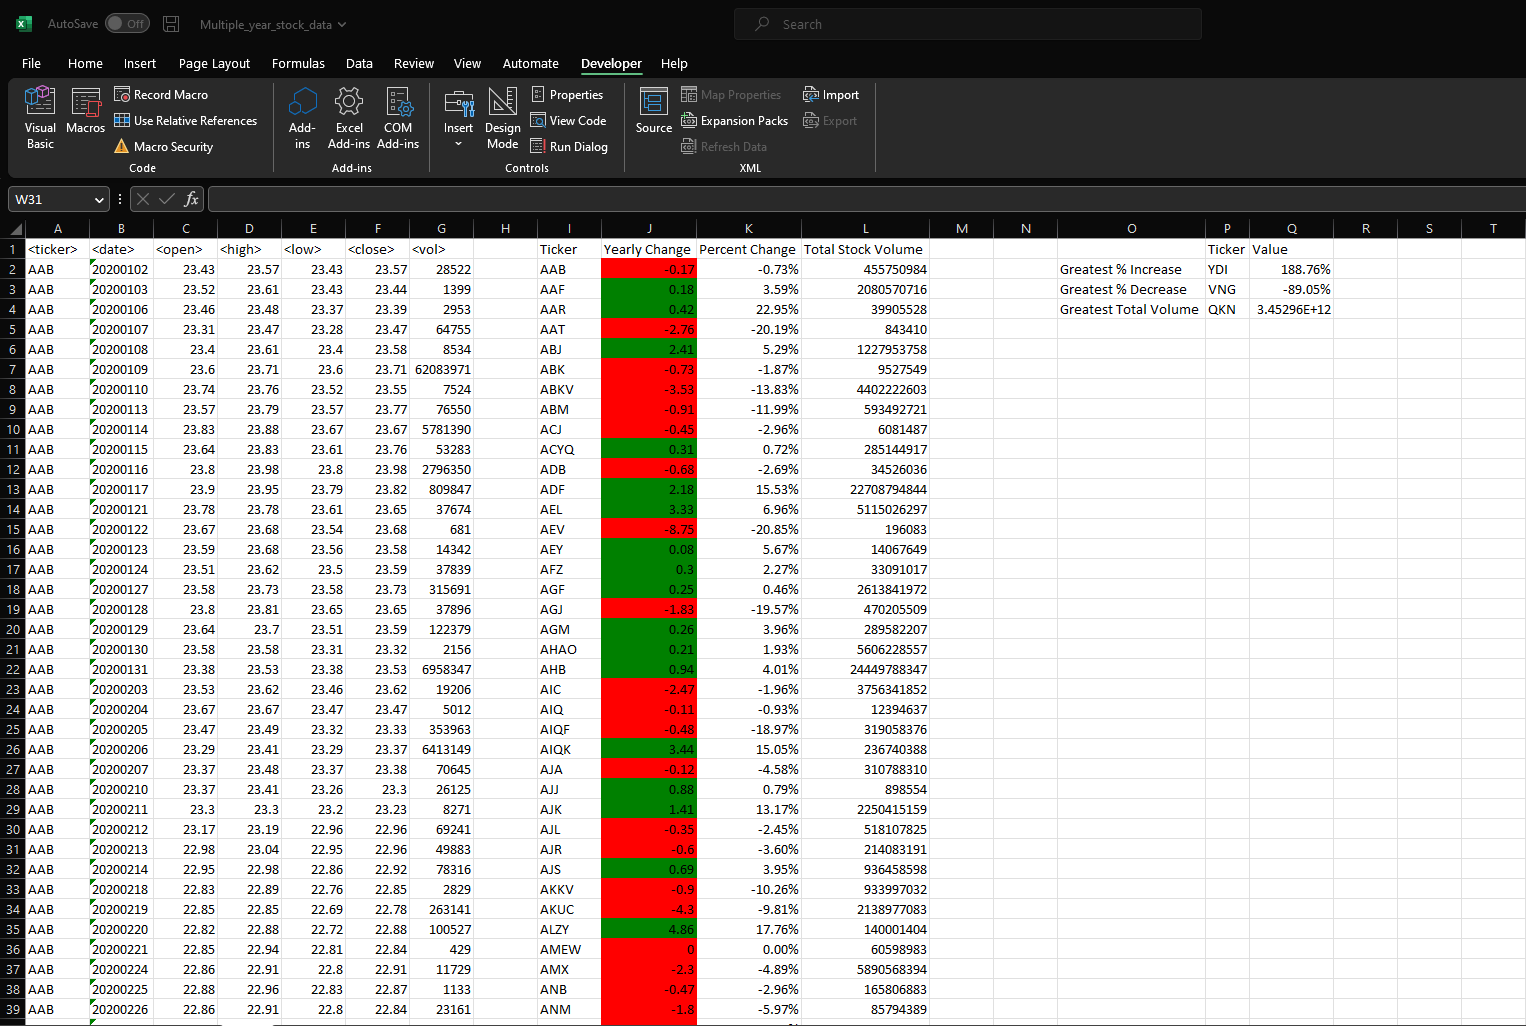 AutoSave Off Multiple_year_stock_data Search
File Home Insert Page Layout Formulas Data Review View Automate Developer Help
Visual Basic
Macros
Record Macro
Use Relative References
Macro Security
Code
Add-ins
Excel Add-ins
COM Add-ins
Add-ins
Insert
Design Mode
Properties
View Code
Run Dialog
Controls
Source
Map Properties
Expansion Packs
Refresh Data
Import
Export
XML
W31 fx
A B C D E F G H I J K L M N O P Q R S T
1 <ticker> <date> <open> <high> <low> <close> <vol> Ticker Yearly Change Percent Change Total Stock Volume Ticker Value
2 AAB 20200102 23.43 23.57 23.43 23.57 28522 AAB -0.17 -0.73% 455750984 Greatest % Increase YDI 188.76%
3 AAB 20200103 23.52 23.61 23.43 23.44 1399 AAF 0.18 3.59% 2080570716 Greatest % Decrease VNG -89.05%
4 AAB 20200106 23.46 23.48 23.37 23.39 2953 AAR 0.42 22.95% 39905528 Greatest Total Volume QKN 3.45296E+12
5 AAB 20200107 23.31 23.47 23.28 23.47 64755 AAT -2.76 -20.19% 843410
6 AAB 20200108 23.4 23.61 23.4 23.58 8534 ABJ 2.41 5.29% 1227953758
7 AAB 20200109 23.6 23.71 23.6 23.71 62083971 ABK -0.73 -1.87% 9527549
8 AAB 20200110 23.74 23.76 23.52 23.55 7524 ABKV -3.53 -13.83% 4402222603
9 AAB 20200113 23.57 23.79 23.57 23.77 76550 ABM -0.91 -11.99% 593492721
10 AAB 20200114 23.83 23.88 23.67 23.67 5781390 ACJ -0.45 -2.96% 6081487
11 AAB 20200115 23.64 23.83 23.61 23.76 53283 ACYQ 0.31 0.72% 285144917
12 AAB 20200116 23.8 23.98 23.8 23.98 2796350 ADB -0.68 -2.69% 34526036
13 AAB 20200117 23.9 23.95 23.79 23.82 809847 ADF 2.18 15.53% 22708794844
14 AAB 20200121 23.78 23.78 23.61 23.65 37674 AEL 3.33 6.96% 5115026297
15 AAB 20200122 23.67 23.68 23.54 23.68 681 AEV -8.75 -20.85% 196083
16 AAB 20200123 23.59 23.68 23.56 23.58 14342 AEY 0.08 5.67% 14067649
17 AAB 20200124 23.51 23.62 23.5 23.59 37839 AFZ 0.3 2.27% 33091017
18 AAB 20200127 23.58 23.73 23.58 23.73 315691 AGF 0.25 0.46% 2613841972
19 AAB 20200128 23.8 23.81 23.65 23.65 37896 AGJ -1.83 -19.57% 470205509
20 AAB 20200129 23.64 23.7 23.51 23.59 122379 AGM 0.26 3.96% 289582207
21 AAB 20200130 23.58 23.58 23.31 23.32 2156 AHAO 0.21 1.93% 5606228557
22 AAB 20200131 23.38 23.53 23.38 23.53 6958347 AHB 0.94 4.01% 24449788347
23 AAB 20200203 23.53 23.62 23.46 23.62 19206 AIC -2.47 -1.96% 3756341852
24 AAB 20200204 23.67 23.67 23.47 23.47 5012 AIQ -0.11 -0.93% 12394637
25 AAB 20200205 23.47 23.49 23.32 23.33 353963 AIQF -0.48 -18.97% 319058376
26 AAB 20200206 23.29 23.41 23.29 23.37 6413149 AIQK 3.44 15.05% 236740388
27 AAB 20200207 23.37 23.48 23.37 23.38 70645 AJA -0.12 -4.58% 310788310
28 AAB 20200210 23.37 23.41 23.26 23.3 26125 AJJ 0.88 0.79% 898554
29 AAB 20200211 23.3 23.3 23.2 23.23 8271 AJK 1.41 13.17% 2250415159
30 AAB 20200212 23.17 23.19 22.96 22.96 69241 AJL -0.35 -2.45% 518107825
31 AAB 20200213 22.98 23.04 22.95 22.96 49883 AJR -0.6 -3.60% 214083191
32 AAB 20200214 22.95 22.98 22.86 22.92 78316 AJS 0.69 3.95% 936458598
33 AAB 20200218 22.83 22.89 22.76 22.85 2829 AKKV -0.9 -10.26% 933997032
34 AAB 20200219 22.85 22.85 22.69 22.78 263141 AKUC -4.3 -9.81% 2138977083
35 AAB 20200220 22.82 22.88 22.72 22.88 100527 ALZY 4.86 17.76% 140001404
36 AAB 20200221 22.85 22.94 22.81 22.84 429 AMEW 0 0.00% 60598983
37 AAB 20200224 22.86 22.91 22.8 22.91 11729 AMX -2.3 -4.89% 5890568394
38 AAB 20200225 22.88 22.96 22.83 22.87 1133 ANB -0.47 -2.96% 165806883
39 AAB 20200226 22.86 22.91 22.8 22.84 23161 ANM -1.8 -5.97% 85794389